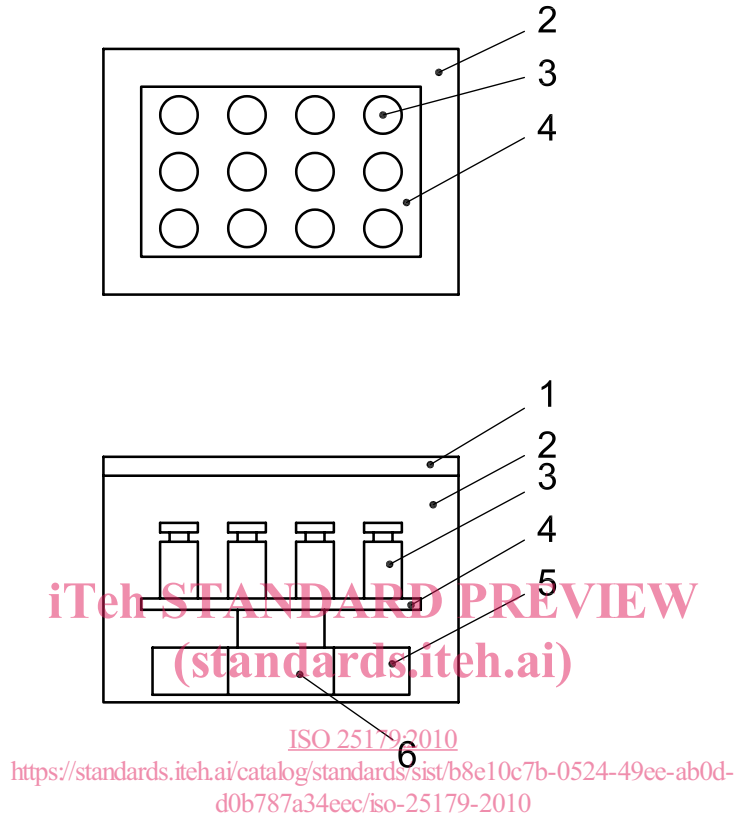 2
3
4
1
2
3
4
5
iTeh STANDARD PREVIEW
(standards.iteh.ai)
ISO 25179:2010
6
https://standards.iteh.ai/catalog/standards/sist/b8e10c7b-0524-49ee-ab0d-
d0b787a34eec/iso-25179-2010